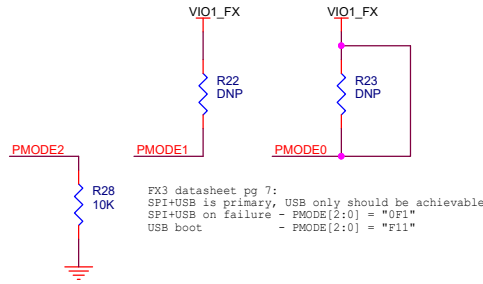 VIO1_FX
VIO1_FX
R22
DNP
R23
DNP
PMODE2
PMODE1
PMODE0
R28
10K
FX3 datasheet pg 7:
SPI+USB is primary, USB only should be achievable
SPI+USB on failure - PMODE[2:0] = "0F1"
USB boot           - PMODE[2:0] = "F11"